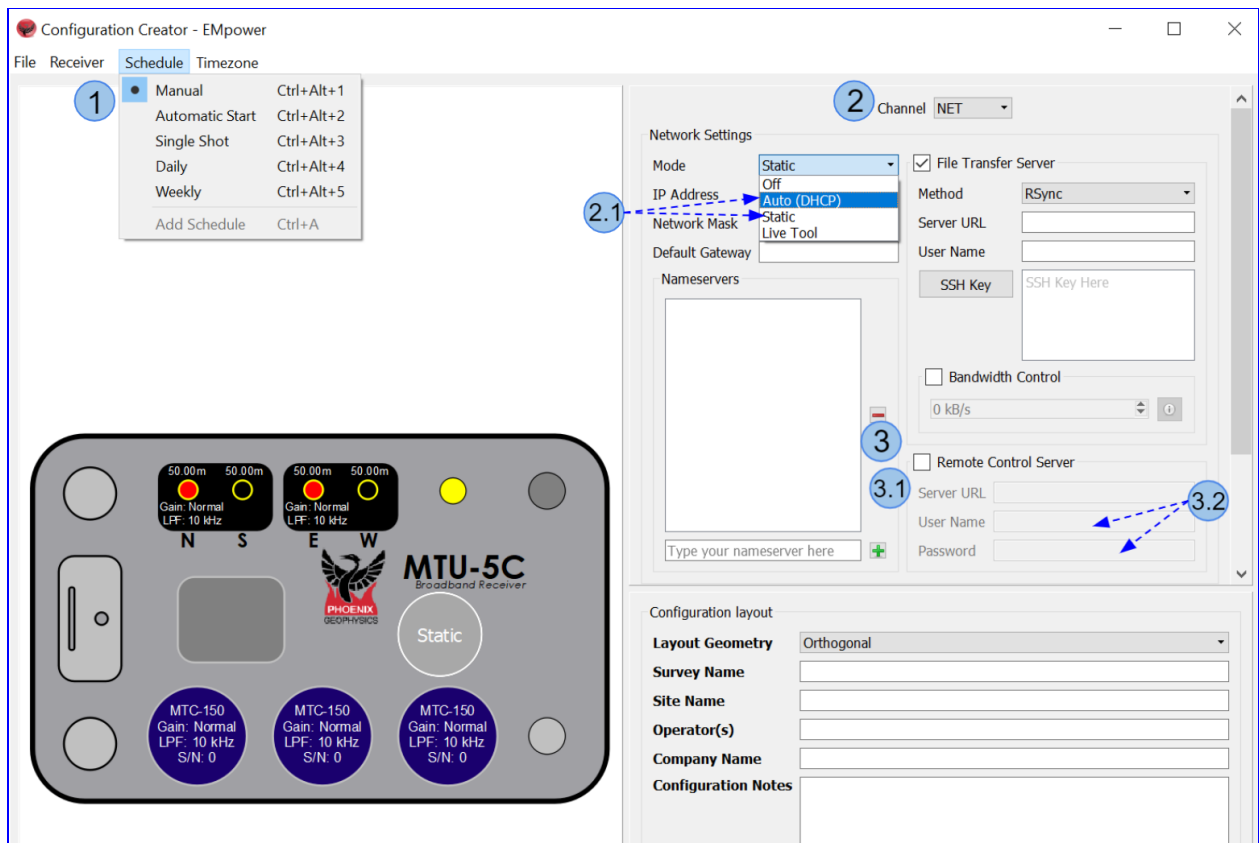 Configuration Creator - EMpower
File Receiver Schedule Timezone
1
Manual Ctrl+Alt+1
Automatic Start Ctrl+Alt+2
Single Shot Ctrl+Alt+3
Daily Ctrl+Alt+4
Weekly Ctrl+Alt+5
Add Schedule Ctrl+A
2
Channel NET
Network Settings
Mode Static
Off
IP Address
Auto (DHCP)
2.1
Network Mask
Static
Live Tool
Default Gateway
Nameservers
Type your nameserver here
File Transfer Server
Method RSync
Server URL
User Name
SSH Key
SSH Key Here
Bandwidth Control
0 kB/s
3
Remote Control Server
3.1
Server URL
3.2
User Name
Password
50.00m 50.00m 50.00m 50.00m
Gain: Normal Gain: Normal
LPF: 10 kHz LPF: 10 kHz
N S E W
MTU-5C
Broadband Receiver
PHOENIX
GEOPHYSICS
Static
MTC-150 MTC-150 MTC-150
Gain: Normal Gain: Normal Gain: Normal
LPF: 10 kHz LPF: 10 kHz LPF: 10 kHz
S/N: 0 S/N: 0 S/N: 0
Configuration layout
Layout Geometry Orthogonal
Survey Name
Site Name
Operator(s)
Company Name
Configuration Notes